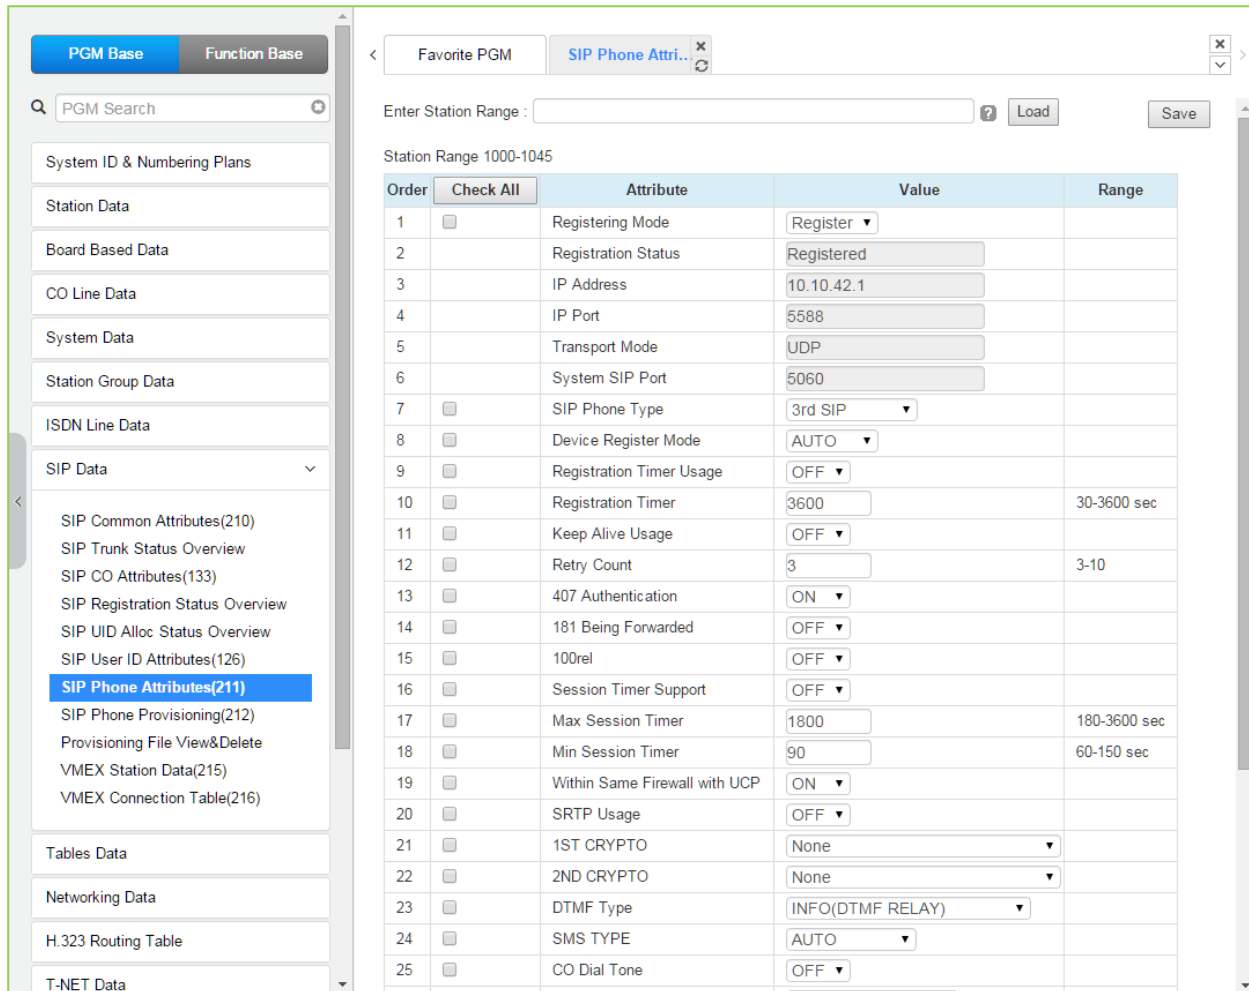 PGM Base Function Base
PGM Search
System ID & Numbering Plans
Station Data
Board Based Data
CO Line Data
System Data
Station Group Data
ISDN Line Data
SIP Data
SIP Common Attributes(210)
SIP Trunk Status Overview
SIP CO Attributes(133)
SIP Registration Status Overview
SIP UID Alloc Status Overview
SIP User ID Attributes(126)
SIP Phone Attributes(211)
SIP Phone Provisioning(212)
Provisioning File View&Delete
VMEX Station Data(215)
VMEX Connection Table(216)
Tables Data
Networking Data
H.323 Routing Table
T-NET Data
Favorite PGM SIP Phone Attri...
Enter Station Range : Load Save
Station Range 1000-1045
Order Check All Attribute Value Range
1 Registering Mode Register
2 Registration Status Registered
3 IP Address 10.10.42.1
4 IP Port 5588
5 Transport Mode UDP
6 System SIP Port 5060
7 SIP Phone Type 3rd SIP
8 Device Register Mode AUTO
9 Registration Timer Usage OFF
10 Registration Timer 3600 30-3600 sec
11 Keep Alive Usage OFF
12 Retry Count 3 3-10
13 407 Authentication ON
14 181 Being Forwarded OFF
15 100rel OFF
16 Session Timer Support OFF
17 Max Session Timer 1800 180-3600 sec
18 Min Session Timer 90 60-150 sec
19 Within Same Firewall with UCP ON
20 SRTP Usage OFF
21 1ST CRYPTO None
22 2ND CRYPTO None
23 DTMF Type INFO(DTMF RELAY)
24 SMS TYPE AUTO
25 CO Dial Tone OFF